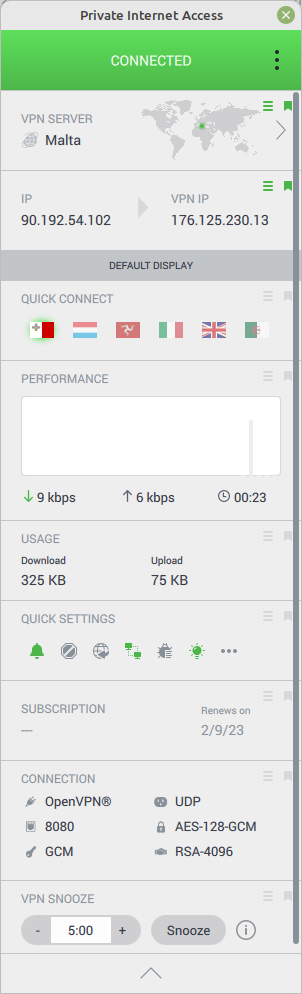 Private Internet Access
CONNECTED
VPN SERVER
Malta
IP
90.192.54.102
VPN IP
176.125.230.13
DEFAULT DISPLAY
QUICK CONNECT
PERFORMANCE
9 kbps
6 kbps
00:23
USAGE
Download
325 KB
Upload
75 KB
QUICK SETTINGS
SUBSCRIPTION
---
Renews on
2/9/23
CONNECTION
OpenVPN®
UDP
8080
AES-128-GCM
GCM
RSA-4096
VPN SNOOZE
- 5:00 +
Snooze